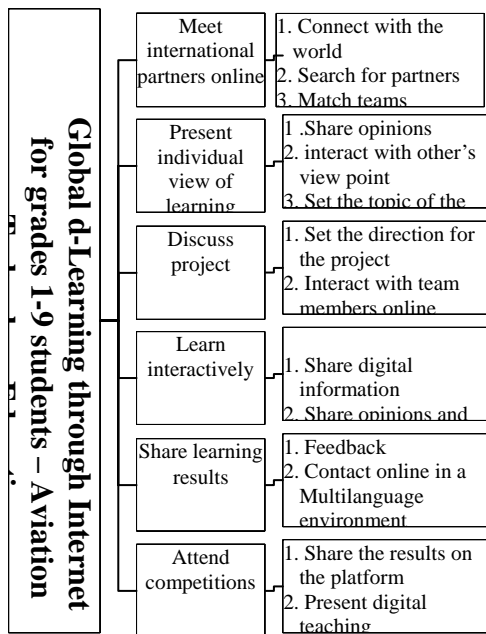 Global d-Learning through Internet
for grades 1-9 students – Aviation
Meet
international
partners online
1. Connect with the
world
2. Search for partners
3. Match teams
Present
individual
view of
learning
1 .Share opinions
2. interact with other's
view point
3. Set the topic of the
Discuss
project
1. Set the direction for
the project
2. Interact with team
members online
Learn
interactively
1. Share digital
information
2. Share opinions and
Share learning
results
1. Feedback
2. Contact online in a
Multilanguage
environment
Attend
competitions
1. Share the results on
the platform
2. Present digital
teaching